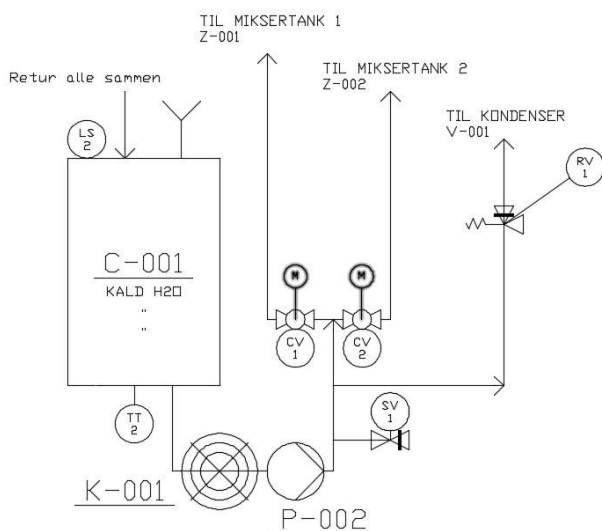 TIL MIKSERTANK 1
Z-001
TIL MIKSERTANK 2
Z-002
Retur alle sammen
TIL KONDENSER
V-001
LS
2
RV
1
C-001
KALD H2O
"
"
M
M
CV
1
CV
2
TT
2
SV
1
K-001
P-002